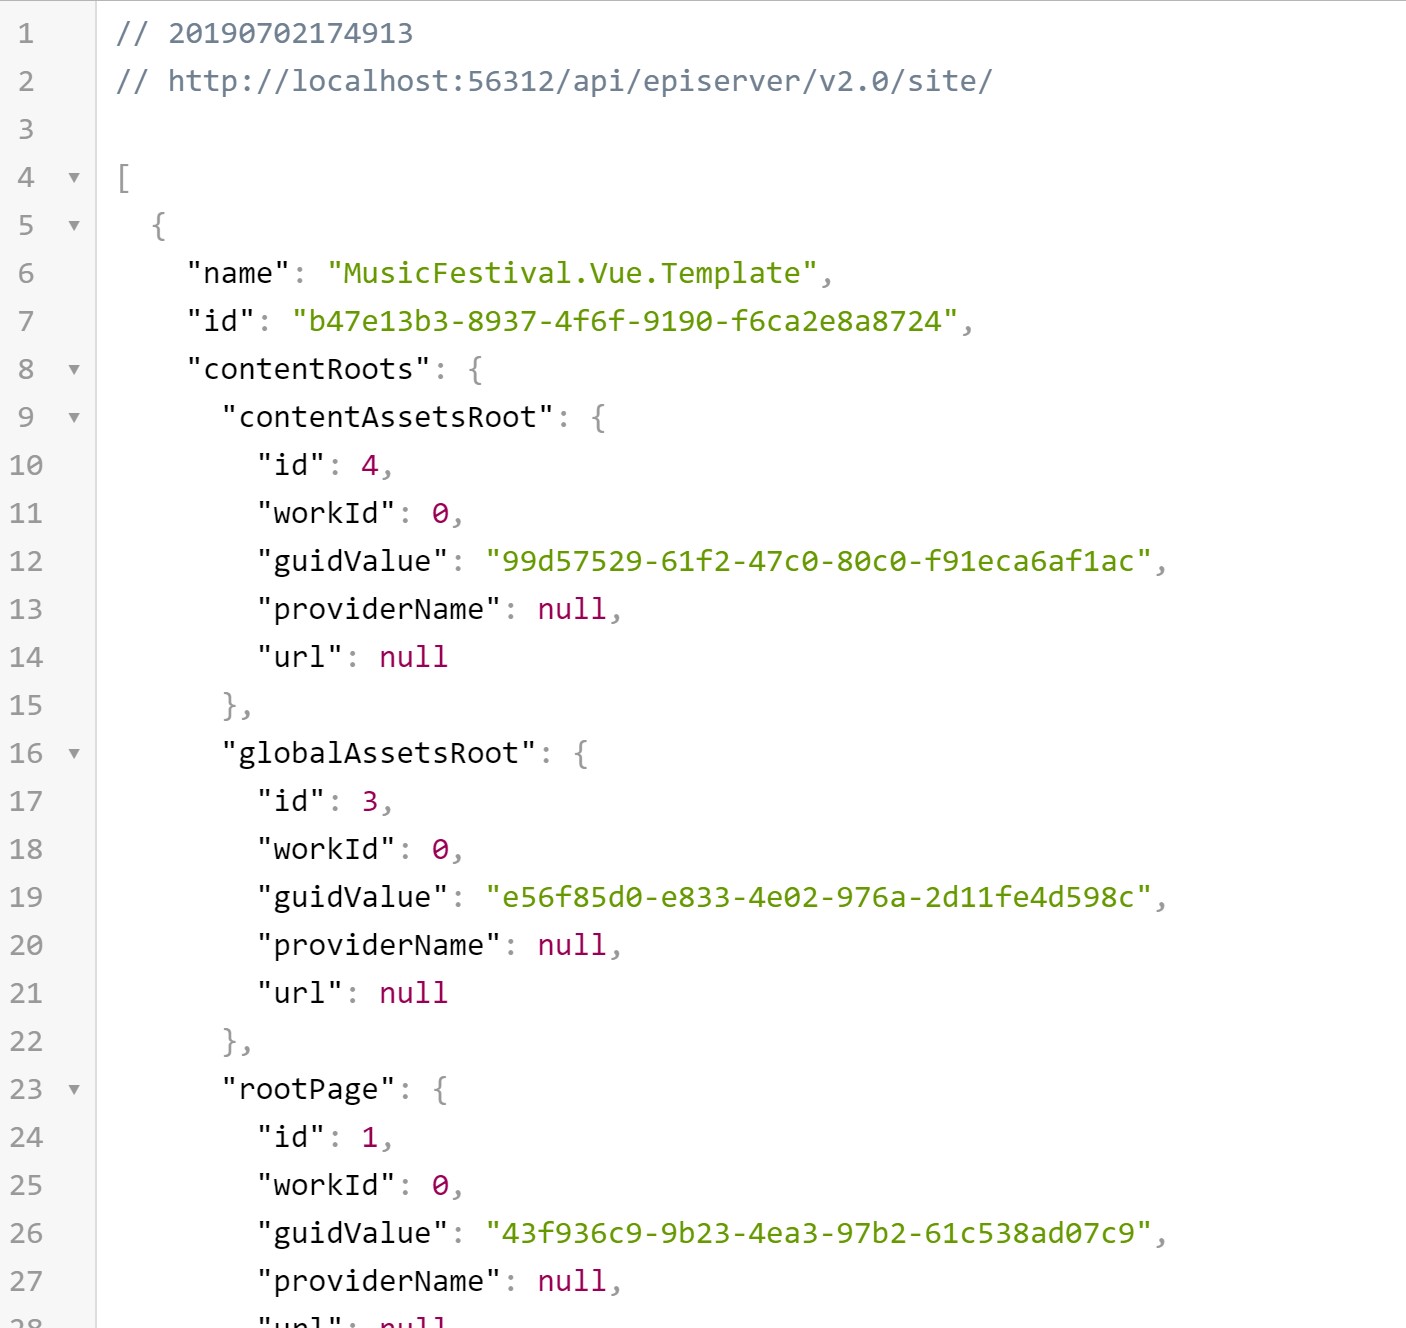 1 // 20190702174913
2 // http://localhost:56312/api/episerver/v2.0/site/
3
4 [
5 {
6 "name": "MusicFestival.Vue.Template",
7 "id": "b47e13b3-8937-4f6f-9190-f6ca2e8a8724",
8 "contentRoots": {
9 "contentAssetsRoot": {
10 "id": 4,
11 "workId": 0,
12 "guidValue": "99d57529-61f2-47c0-80c0-f91eca6af1ac",
13 "providerName": null,
14 "url": null
15 },
16 "globalAssetsRoot": {
17 "id": 3,
18 "workId": 0,
19 "guidValue": "e56f85d0-e833-4e02-976a-2d11fe4d598c",
20 "providerName": null,
21 "url": null
22 },
23 "rootPage": {
24 "id": 1,
25 "workId": 0,
26 "guidValue": "43f936c9-9b23-4ea3-97b2-61c538ad07c9",
27 "providerName": null,
28 "url": null